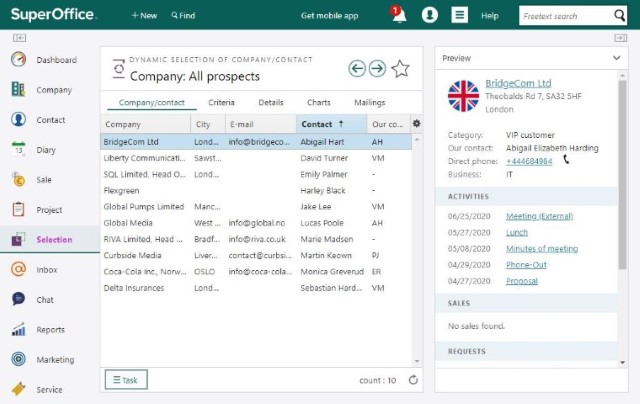 SuperOffice. + New Find Get mobile app 1 Help Freetext search
Dashboard
Company
Contact
Diary
13
Sale
Project
Selection
Inbox
Chat
Reports
Marketing
Service
DYNAMIC SELECTION OF COMPANY/CONTACT
Company: All prospects
Company/contact Criteria Details Charts Mailings
Company City E-mail Contact Our co...
BridgeCom Ltd Lond... info@bridgeco... Abigail Hart AH
Liberty Communicati... Sawst... David Turner VM
SQL Limited, Head O... Lond... Emily Palmer -
Flexgreen Harley Black -
Global Pumps Limited Manc... Jake Lee VM
Global Media West ... info@global.no Lucas Poole AH
RIVA Limited, Head ... Bradf... info@riva.co.uk Marie Madsen -
Curbside Media Liver... contact@curbsi... Martin Keown PJ
Coca-Cola Inc, Norw... OSLO info@coca-cola... Monica Greverud ER
Delta Insurances Lond... Sebastian Hard... VM
Task count : 10
Preview
BridgeCom Ltd
Theobalds Rd 7, SA32 5HF
London
Category: VIP customer
Our contact: Abigail Elizabeth Harding
Direct phone: +444684984
Business: IT
ACTIVITIES
06/25/2020 Meeting (External)
05/27/2020 Lunch
05/08/2020 Minutes of meeting
04/29/2020 Phone-Out
04/27/2020 Proposal
SALES
No sales found.
REQUESTS